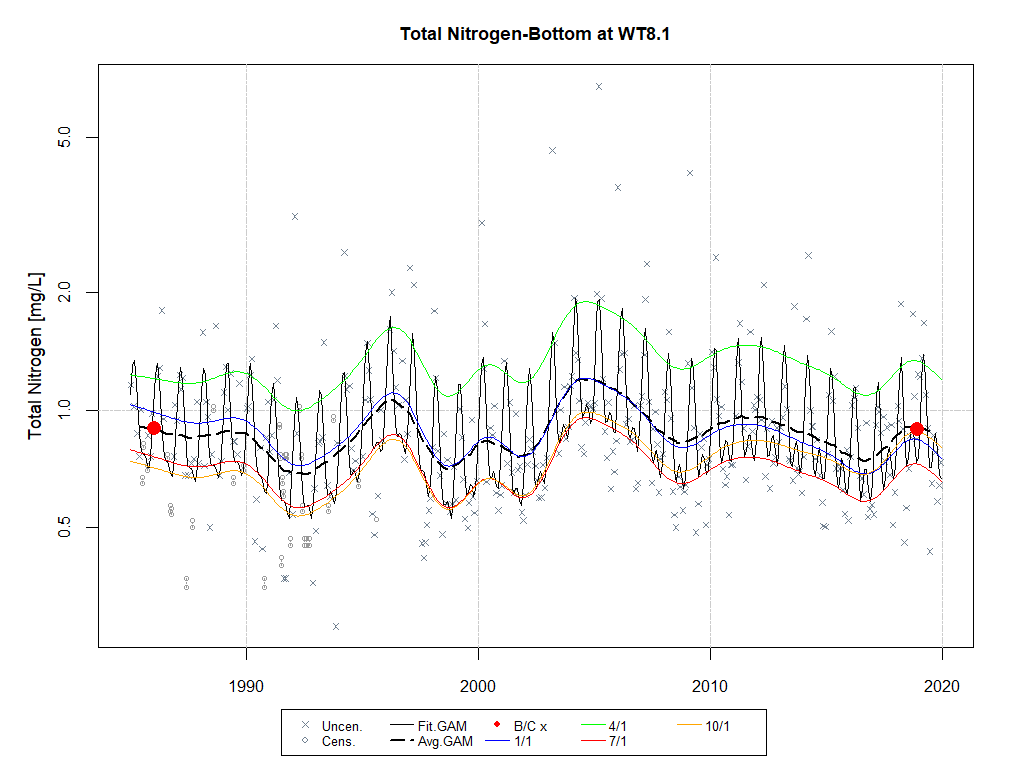 Total Nitrogen-Bottom at WT8.1
Total Nitrogen [mg/L]
5.0
2.0
1.0
0.5
1990 2000 2010 2020
Uncen. Fit.GAM B/C x 4/1 10/1
Cens. Avg.GAM 1/1 7/1